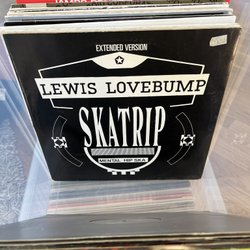 EXTENDED VERSION
LEWIS LOVEBUMP
SKATRIP
MENTAL HIP SKA